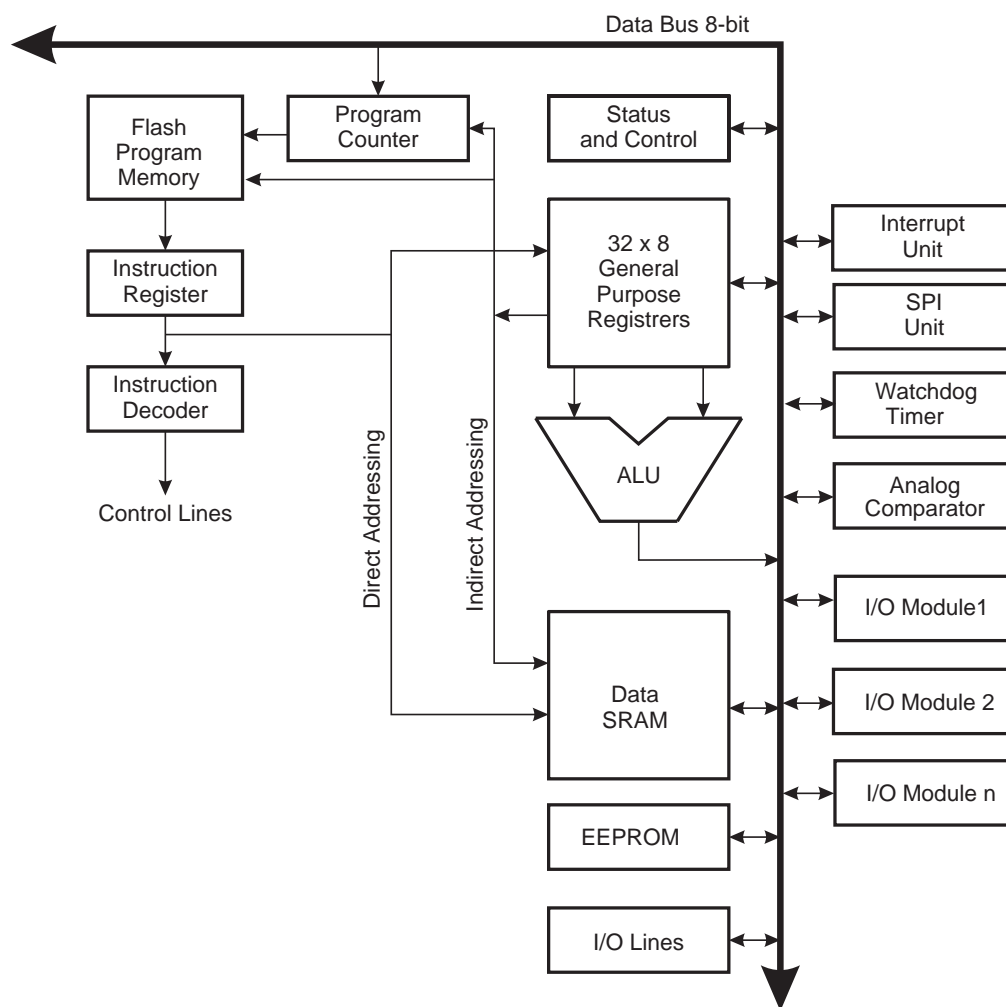 Data Bus 8-bit
Flash
Program
Memory
Program
Counter
Status
and Control
32 x 8
General
Purpose
Registrers
Interrupt
Unit
Instruction
Register
SPI
Unit
Instruction
Decoder
Watchdog
Timer
ALU
Analog
Comparator
Control Lines
Direct Addressing
Indirect Addressing
I/O Module1
Data
SRAM
I/O Module 2
I/O Module n
EEPROM
I/O Lines